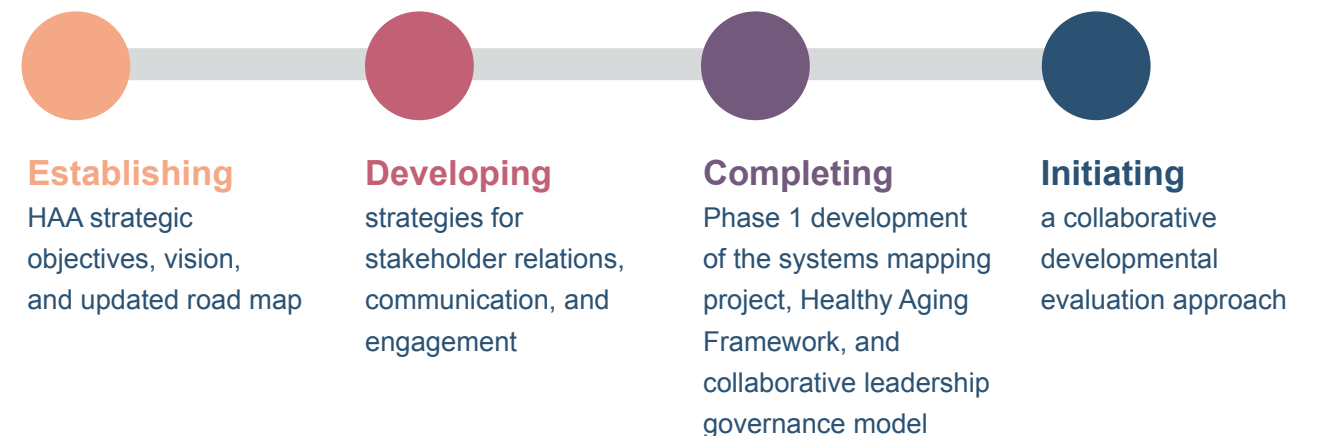 Establishing
HAA strategic
objectives, vision,
and updated road map
Developing
strategies for
stakeholder relations,
communication, and
engagement
Completing
Phase 1 development
of the systems mapping
project, Healthy Aging
Framework, and
collaborative leadership
governance model
Initiating
a collaborative
developmental
evaluation approach